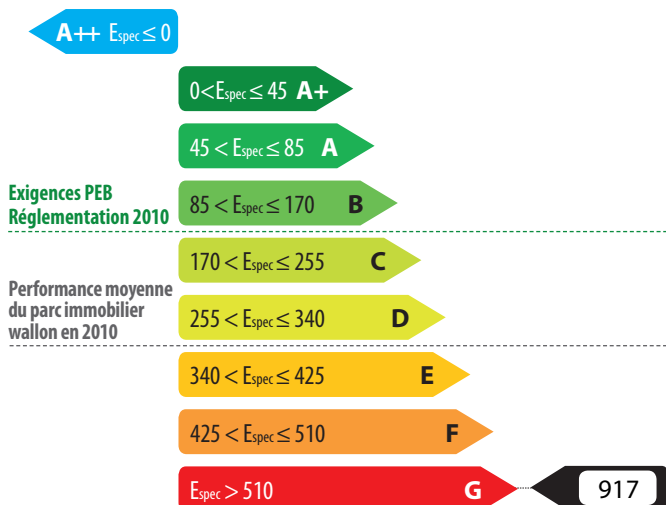 A++ Espec ≤ 0
0<Espec ≤ 45 A+
45 < Espec ≤ 85 A
Exigences PEB
Réglementation 2010
85 < Espec ≤ 170 B
170 < Espec ≤ 255 C
Performance moyenne
du parc immobilier
wallon en 2010
255 < Espec ≤ 340 D
340 < Espec ≤ 425 E
425 < Espec ≤ 510 F
Espec > 510 G
917